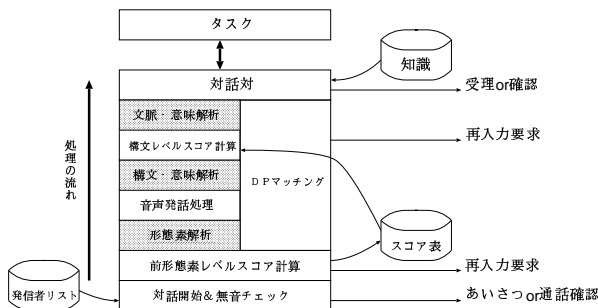 タスク
知識
対話対
受理or確認
文脈・意味解析
構文レベルスコア計算
再入力要求
構文・意味解析
DPマッチング
音声発話処理
形態素解析
スコア表
処理の流れ
前形態素レベルスコア計算
再入力要求
発信者リスト
対話開始&無音チェック
あいさつor通話確認